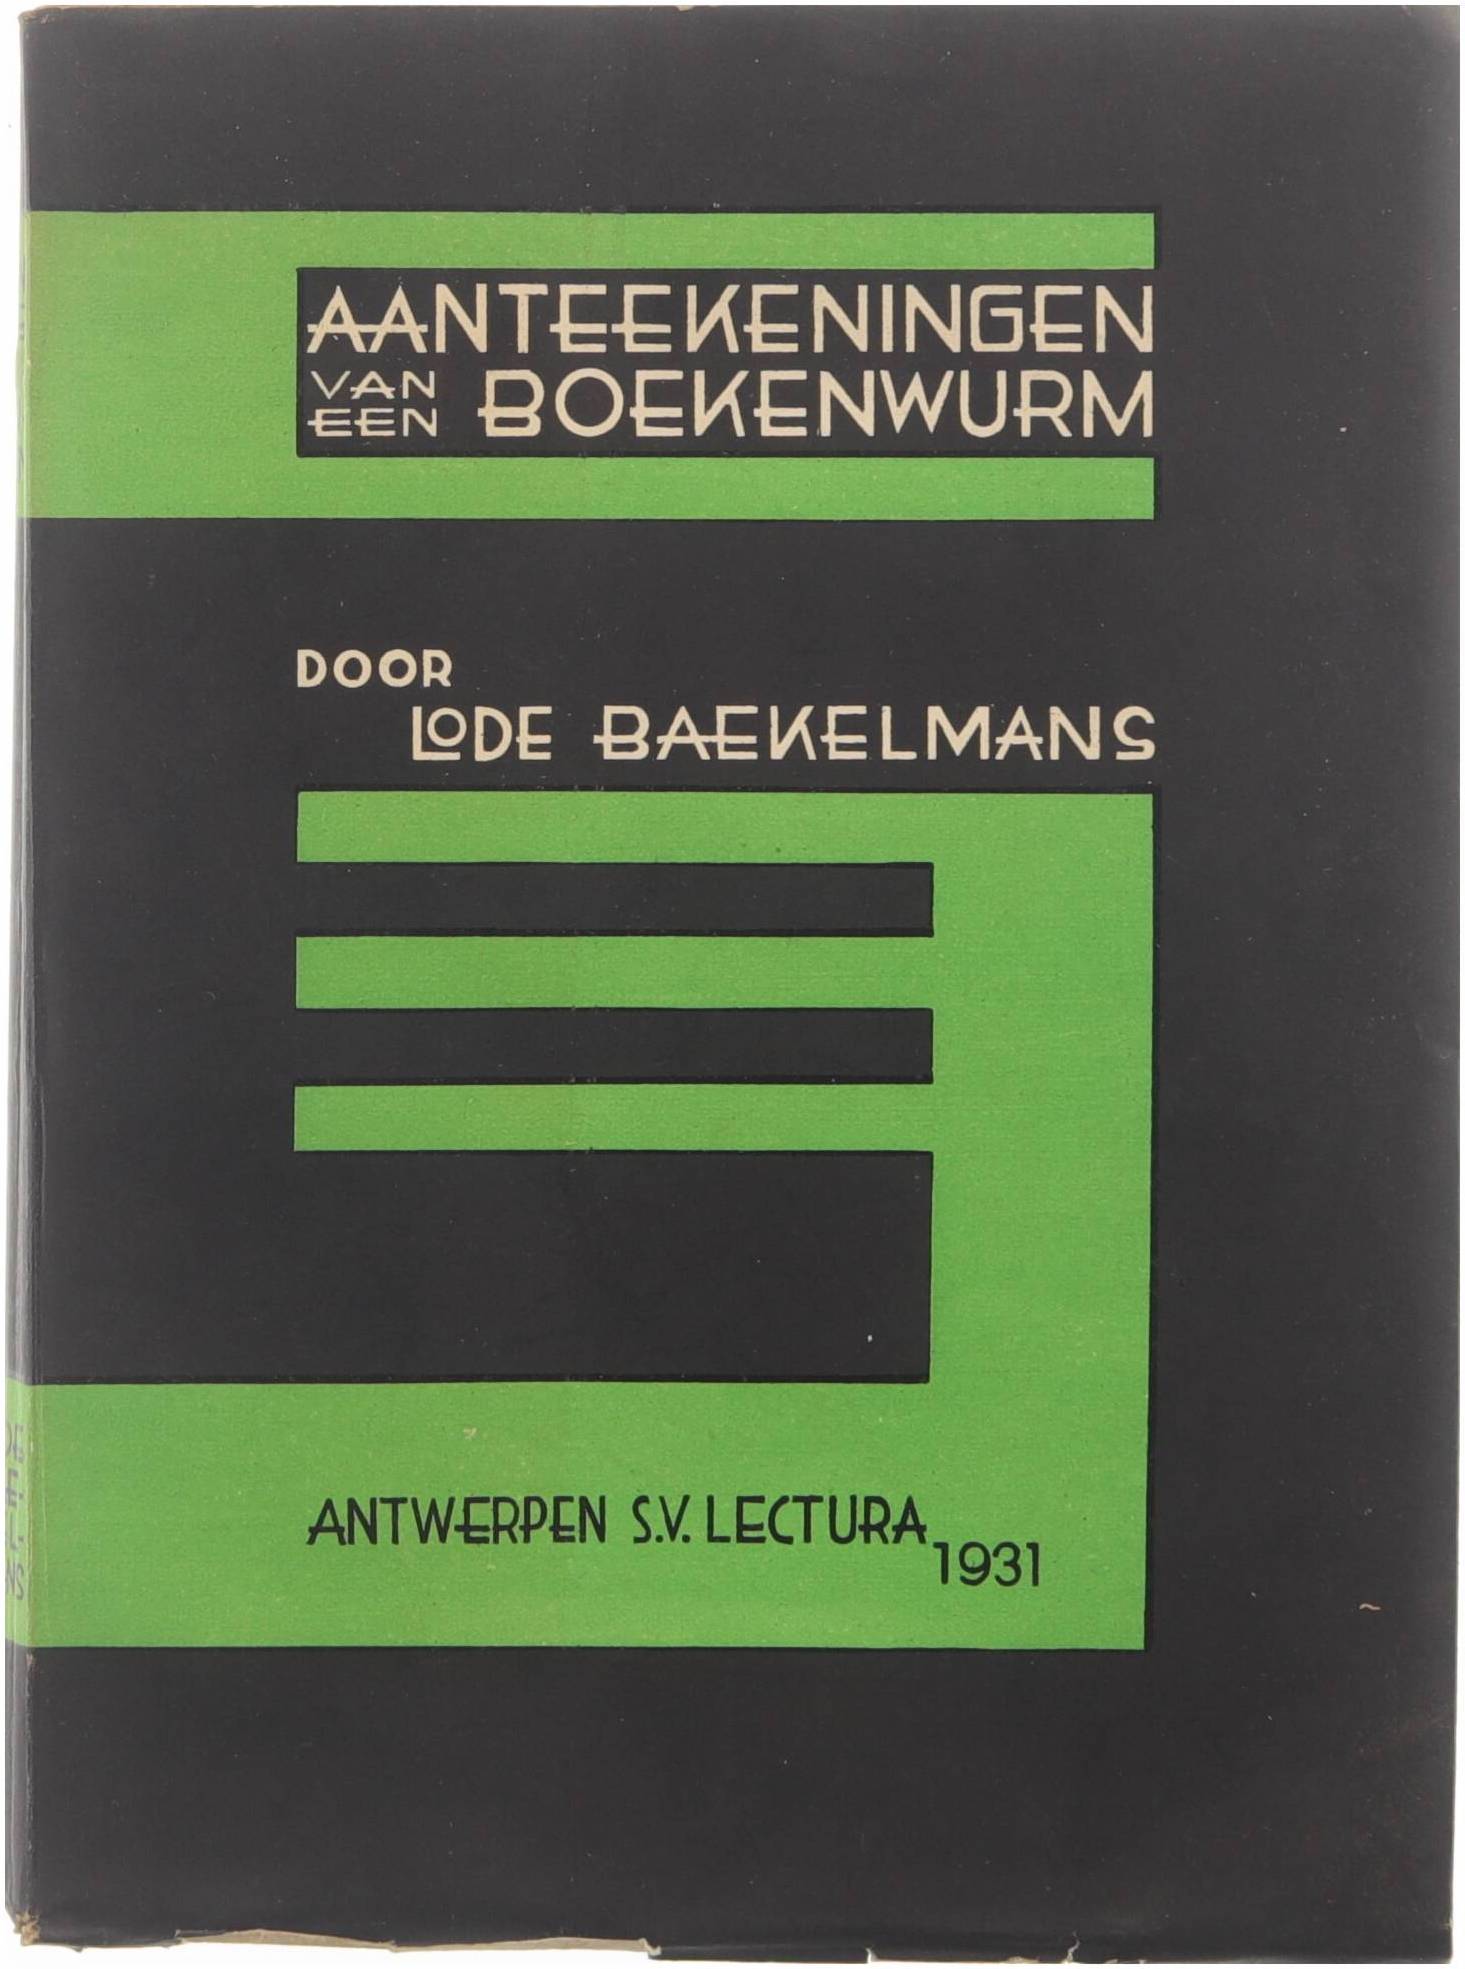 AANTEEKENINGEN
VAN EEN BOEKENWURM
DOOR
LODE BAEKELMANS
ANTWERPEN S.V. LECTURA
1931